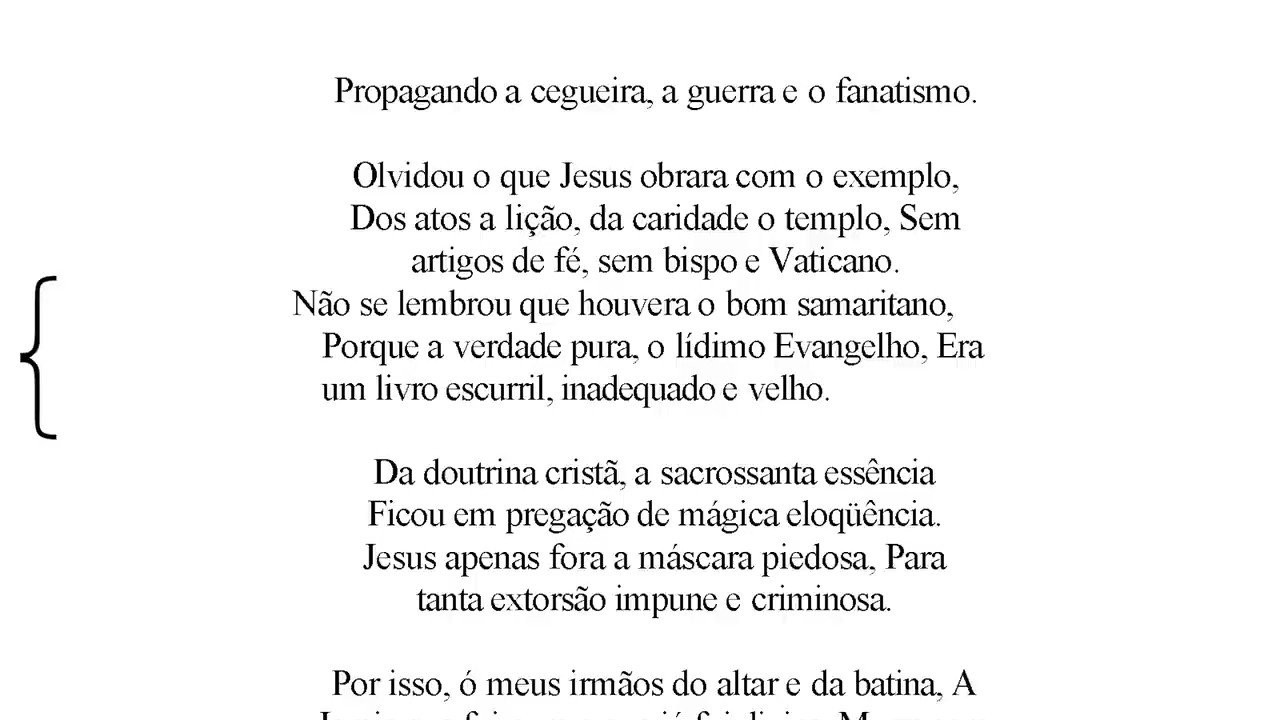 Propagando a cegueira, a guerra e o fanatismo.
Olvidou o que Jesus obrara com o exemplo,
Dos atos a lição, da caridade o templo, Sem
artigos de fé, sem bispo e Vaticano.
Não se lembrou que houvera o bom samaritano,
Porque a verdade pura, o lídimo Evangelho, Era
um livro escurril, inadequado e velho.
Da doutrina cristã, a sacrossanta essência
Ficou em pregação de mágica eloqüência.
Jesus apenas fora a máscara piedosa, Para
tanta extorsão impune e criminosa.
Por isso, ó meus irmãos do altar e da batina, A